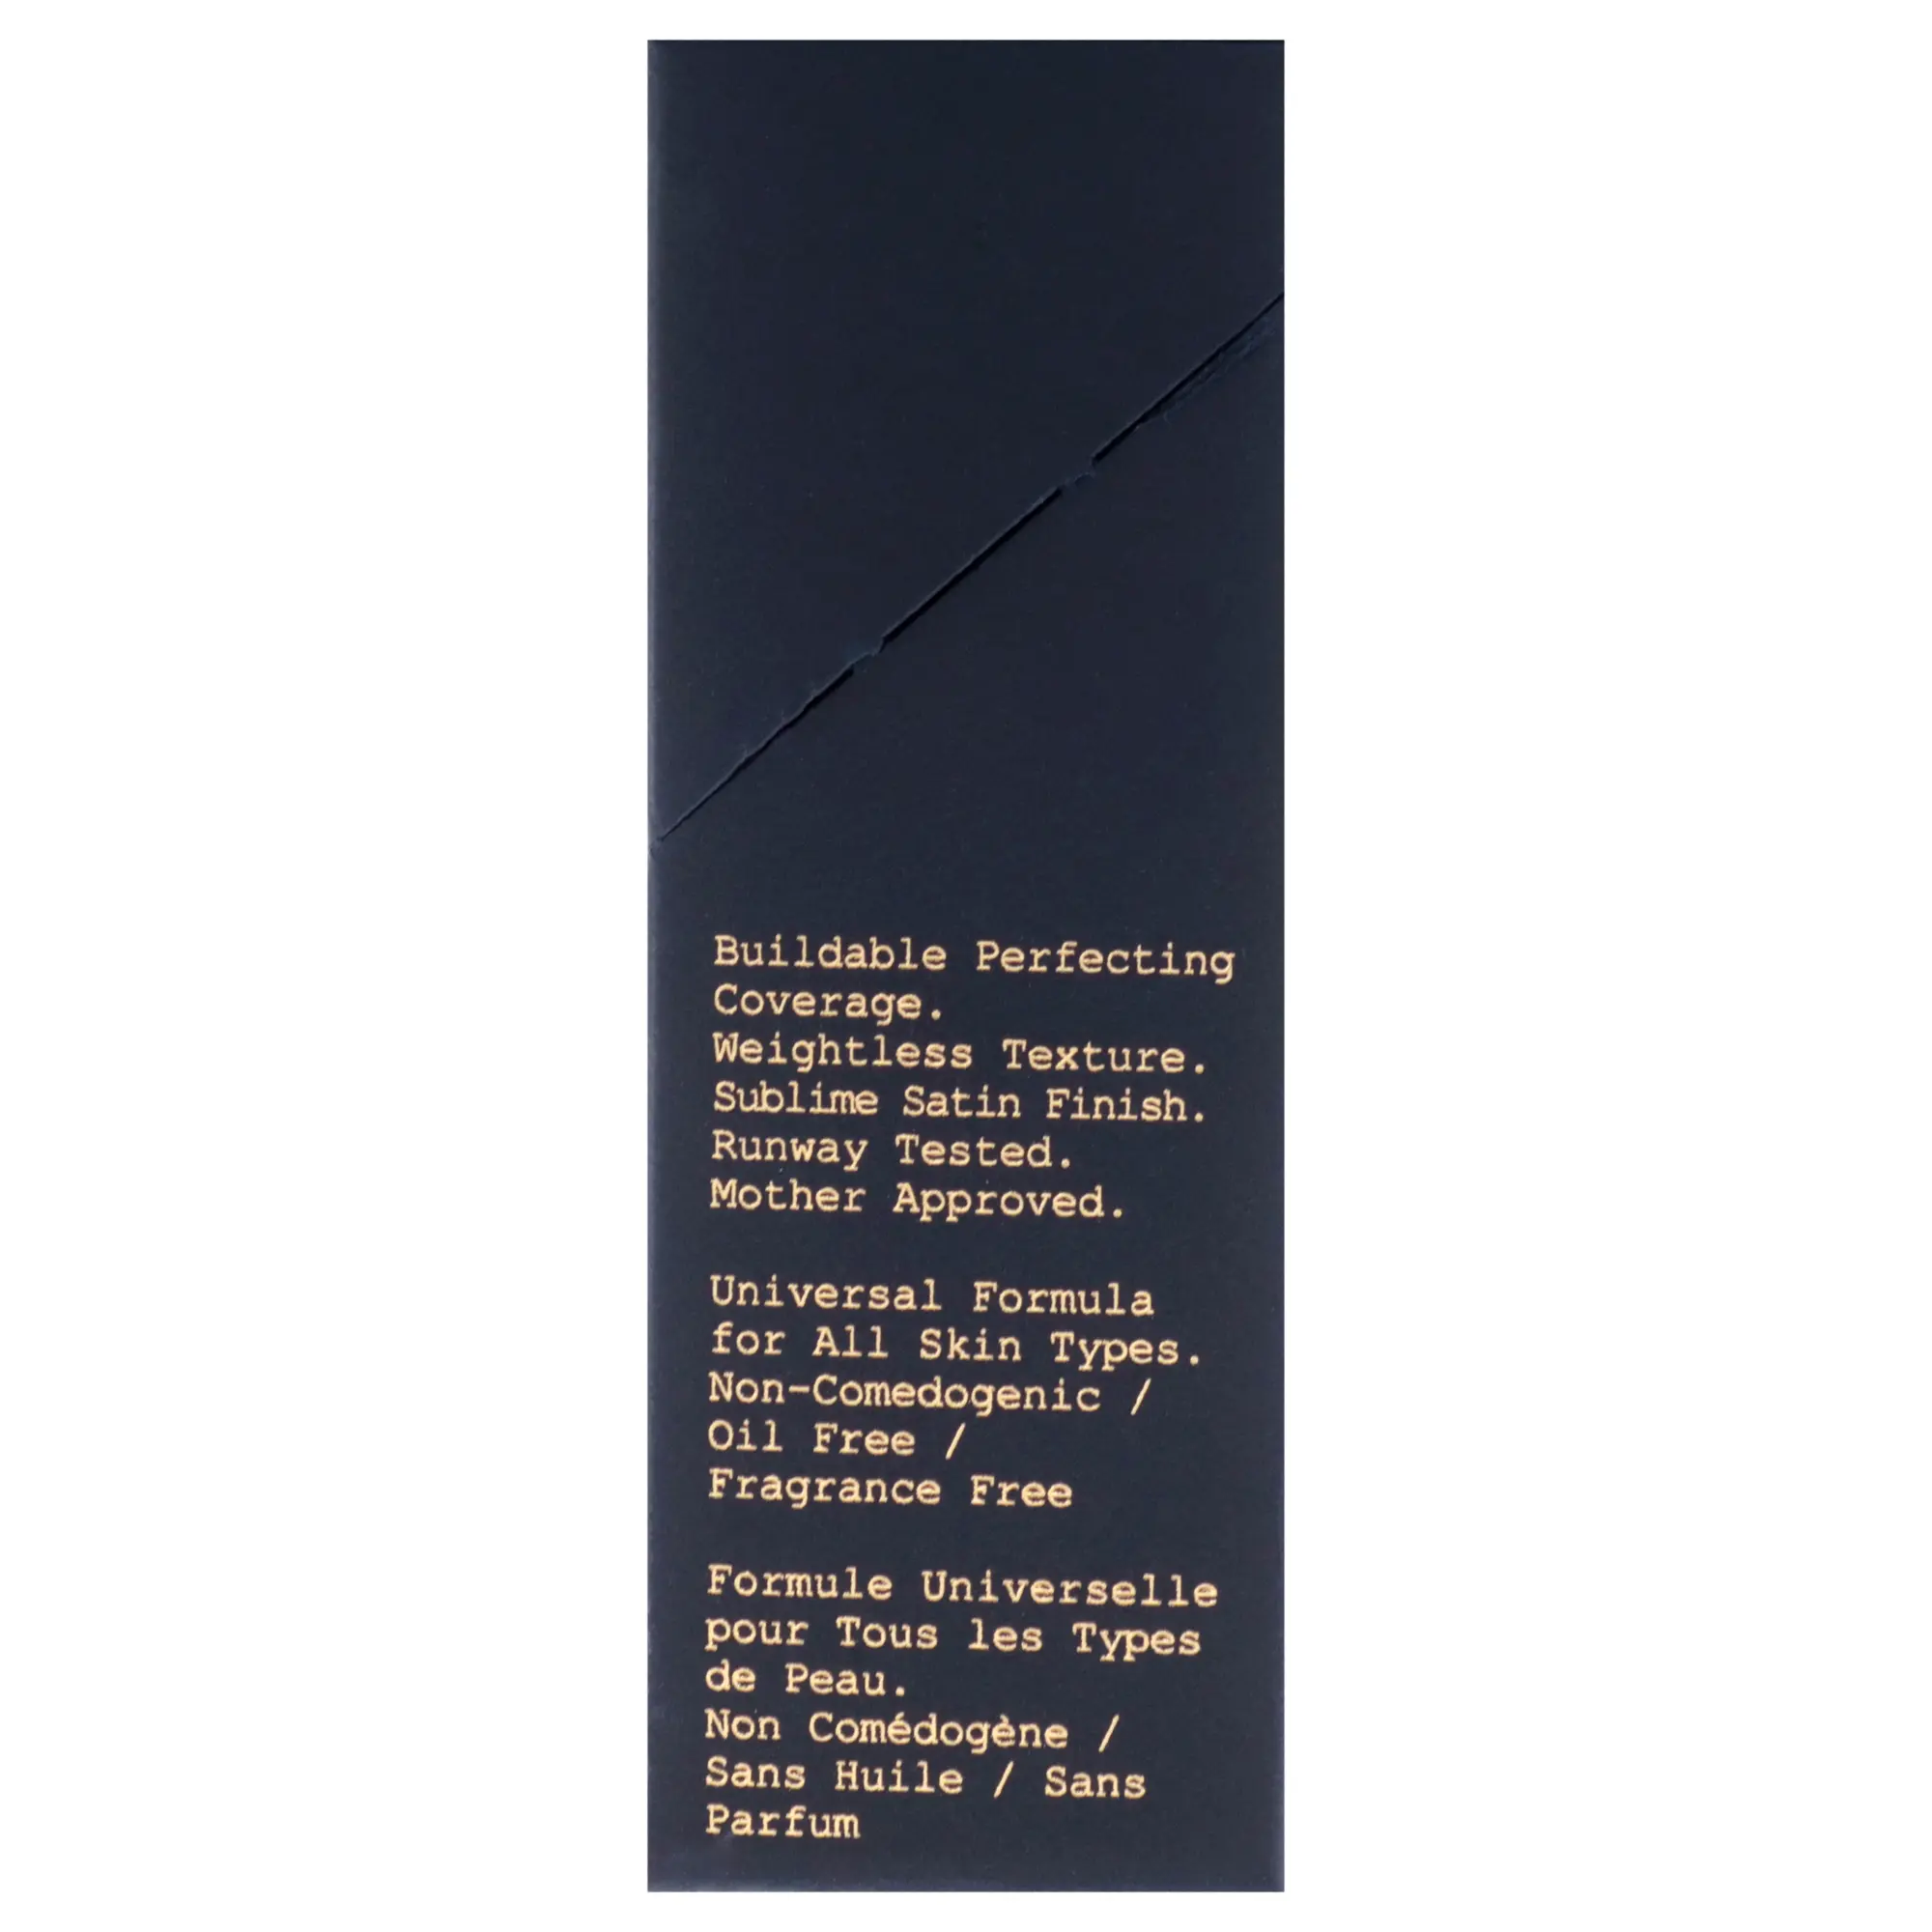 Buildable Perfecting
Coverage.
Weightless Texture.
Sublime Satin Finish.
Runway Tested.
Mother Approved.
Universal Formula
for All Skin Types.
Non-Comedogenic /
Oil Free /
Fragrance Free
Formule Universelle
pour Tous les Types
de Peau.
Non Comédogène /
Sans Huile / Sans
Parfum